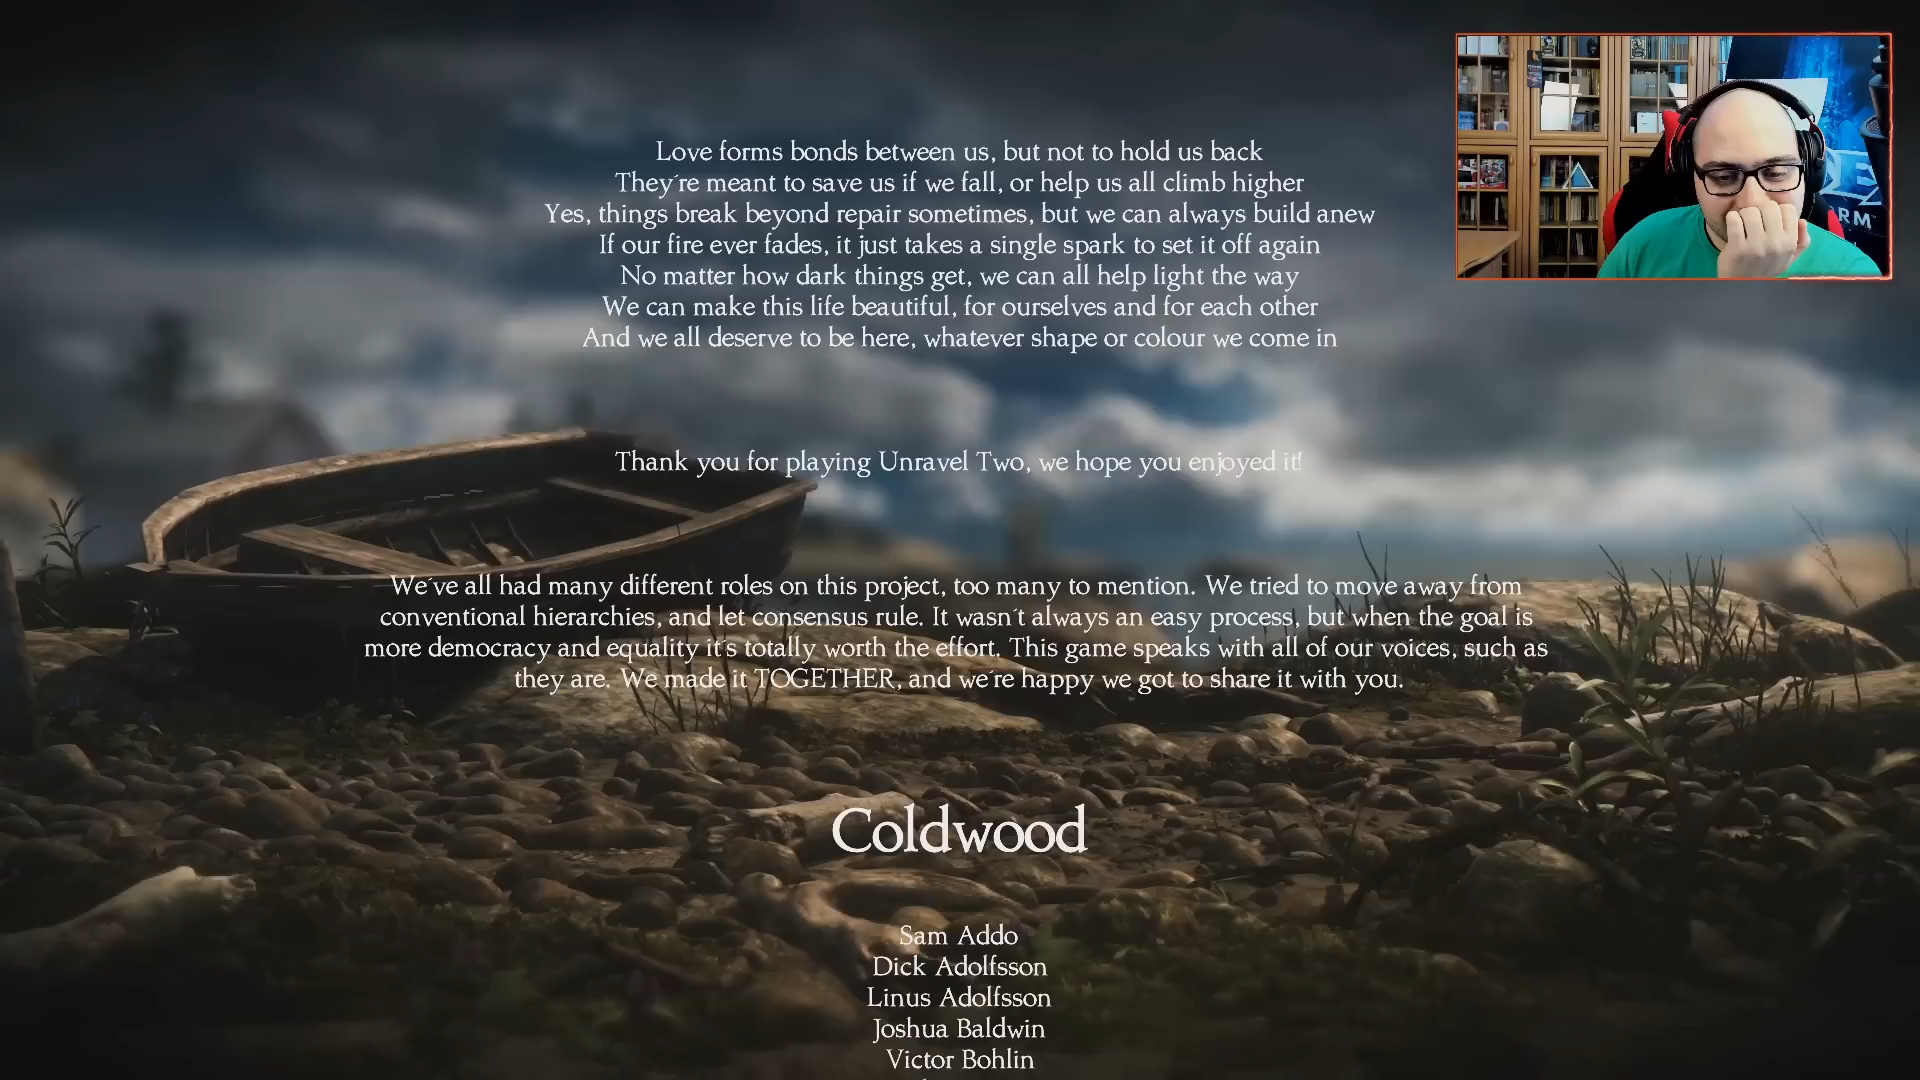 Love forms bonds between us, but not to hold us back
They´re meant to save us if we fall, or help us all climb higher
Yes, things break beyond repair sometimes, but we can always build anew
If our fire ever fades, it just takes a single spark to set it off again
No matter how dark things get, we can all help light the way
We can make this life beautiful, for ourselves and for each other
And we all deserve to be here, whatever shape or colour we come in
Thank you for playing Unravel Two, we hope you enjoyed it!
We´ve all had many different roles on this project, too many to mention. We tried to move away from
conventional hierarchies, and let consensus rule. It wasn´t always an easy process, but when the goal is
more democracy and equality it´s totally worth the effort. This game speaks with all of our voices, such as
they are. We made it TOGETHER, and we´re happy we got to share it with you.
Coldwood
Sam Addo
Dick Adolfsson
Linus Adolfsson
Joshua Baldwin
Victor Bohlin